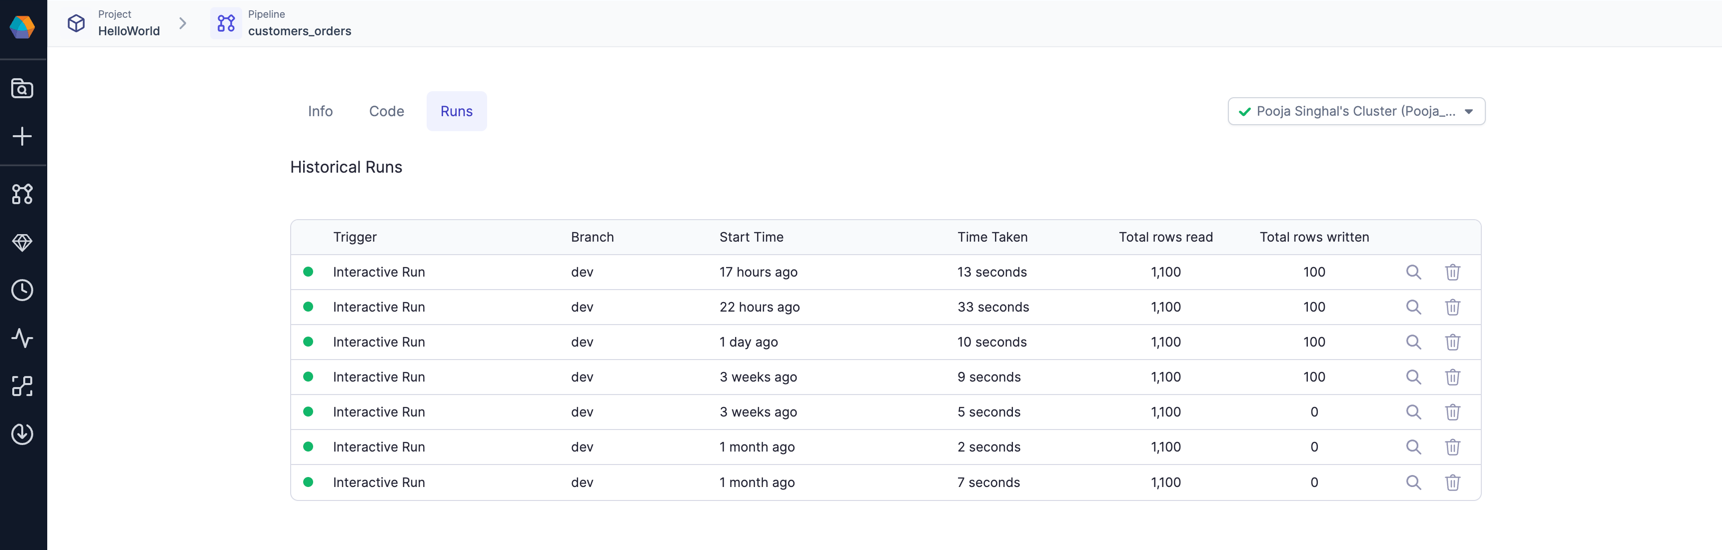 Project
HelloWorld
Pipeline
customers_orders
Info Code Runs
Pooja Singhal's Cluster (Pooja_...
Historical Runs
Trigger Branch Start Time Time Taken Total rows read Total rows written
Interactive Run dev 17 hours ago 13 seconds 1,100 100
Interactive Run dev 22 hours ago 33 seconds 1,100 100
Interactive Run dev 1 day ago 10 seconds 1,100 100
Interactive Run dev 3 weeks ago 9 seconds 1,100 100
Interactive Run dev 3 weeks ago 5 seconds 1,100 0
Interactive Run dev 1 month ago 2 seconds 1,100 0
Interactive Run dev 1 month ago 7 seconds 1,100 0